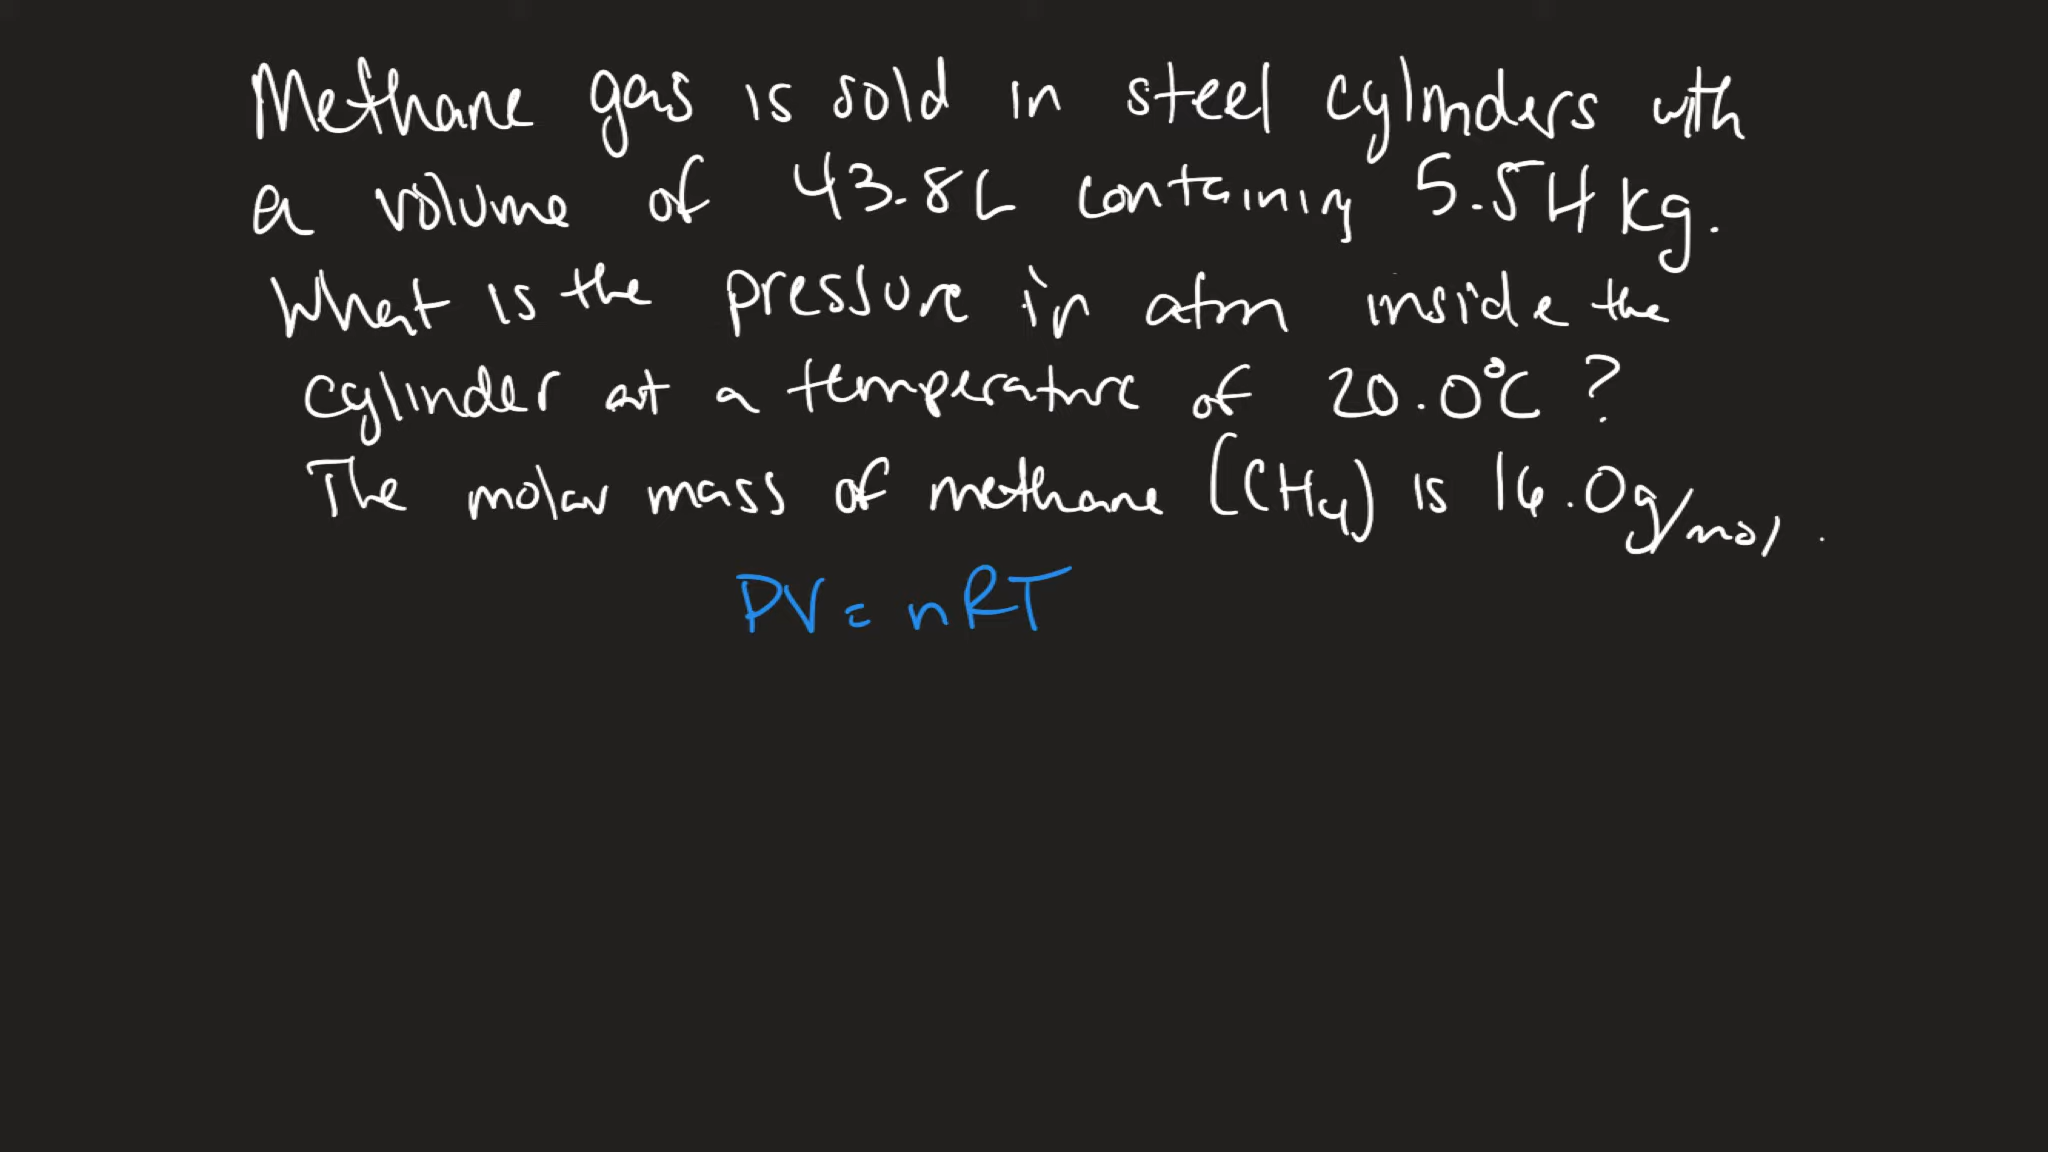 Methane gas is sold in steel cylinders with
a volume of 43.8L containing 5.54 kg.
What is the pressure in atm inside the
cylinder at a temperature of 20.0°C ?
The molar mass of methane (CH₄) is 16.0g/mol .
PV = nRT